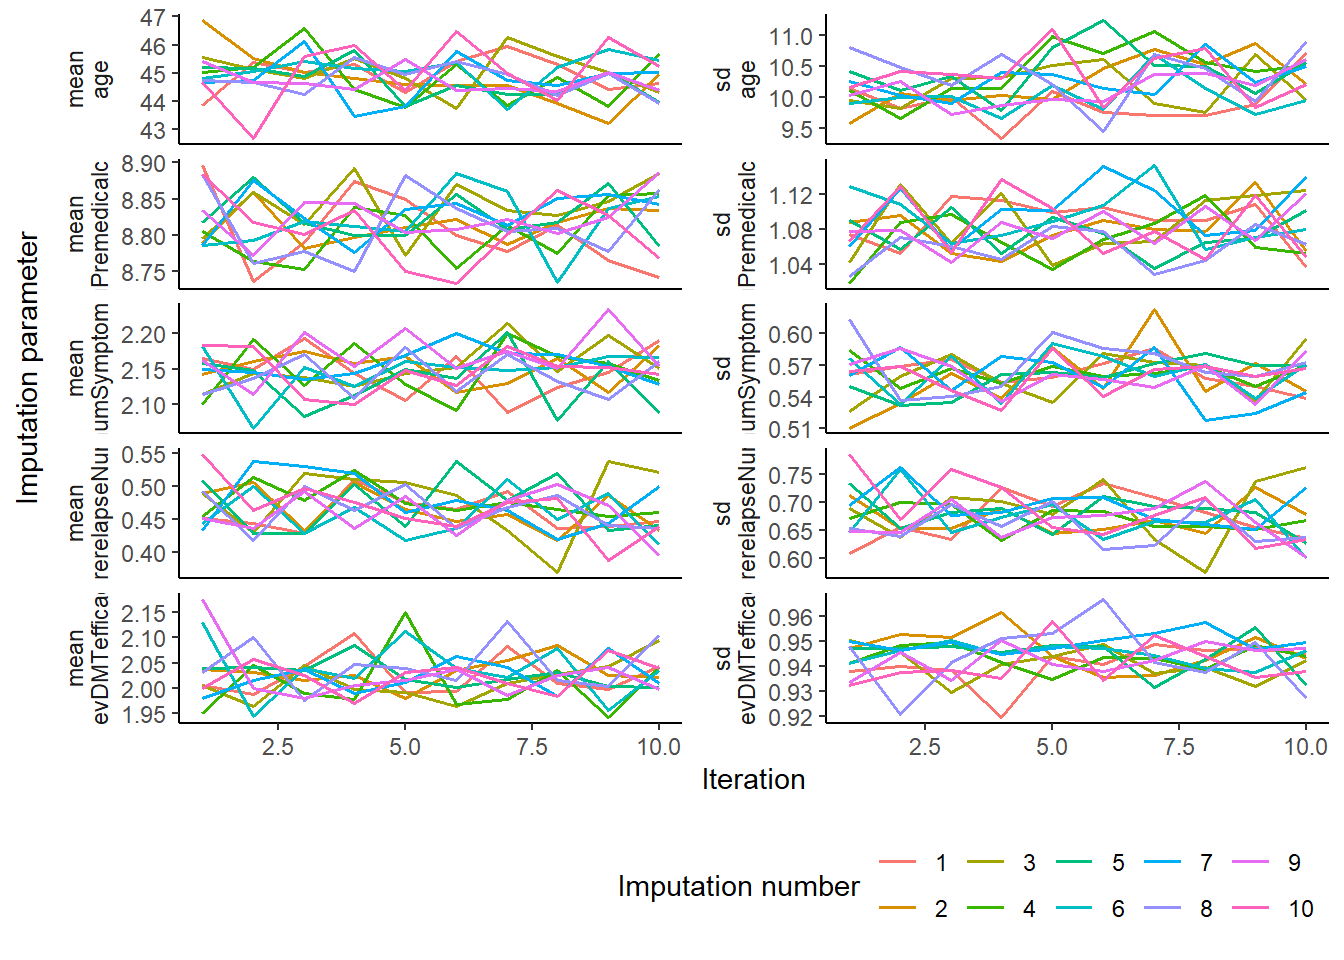 Imputation parameter
mean
age
47
46
45
44
43
sd
age
11.0
10.5
10.0
9.5
mean
Premedicalc
8.90
8.85
8.80
8.75
sd
Premedicalc
1.12
1.08
1.04
mean
umSymptom
2.20
2.15
2.10
sd
umSymptom
0.60
0.57
0.54
0.51
mean
rerelapseNur
0.55
0.50
0.45
0.40
sd
rerelapseNur
0.75
0.70
0.65
0.60
mean
evDMTeffica
2.15
2.10
2.05
2.00
1.95
sd
evDMTeffica
0.96
0.95
0.94
0.93
0.92
2.5 5.0 7.5 10.0
2.5 5.0 7.5 10.0
Iteration
Imputation number
1 3 5 7 9
2 4 6 8 10